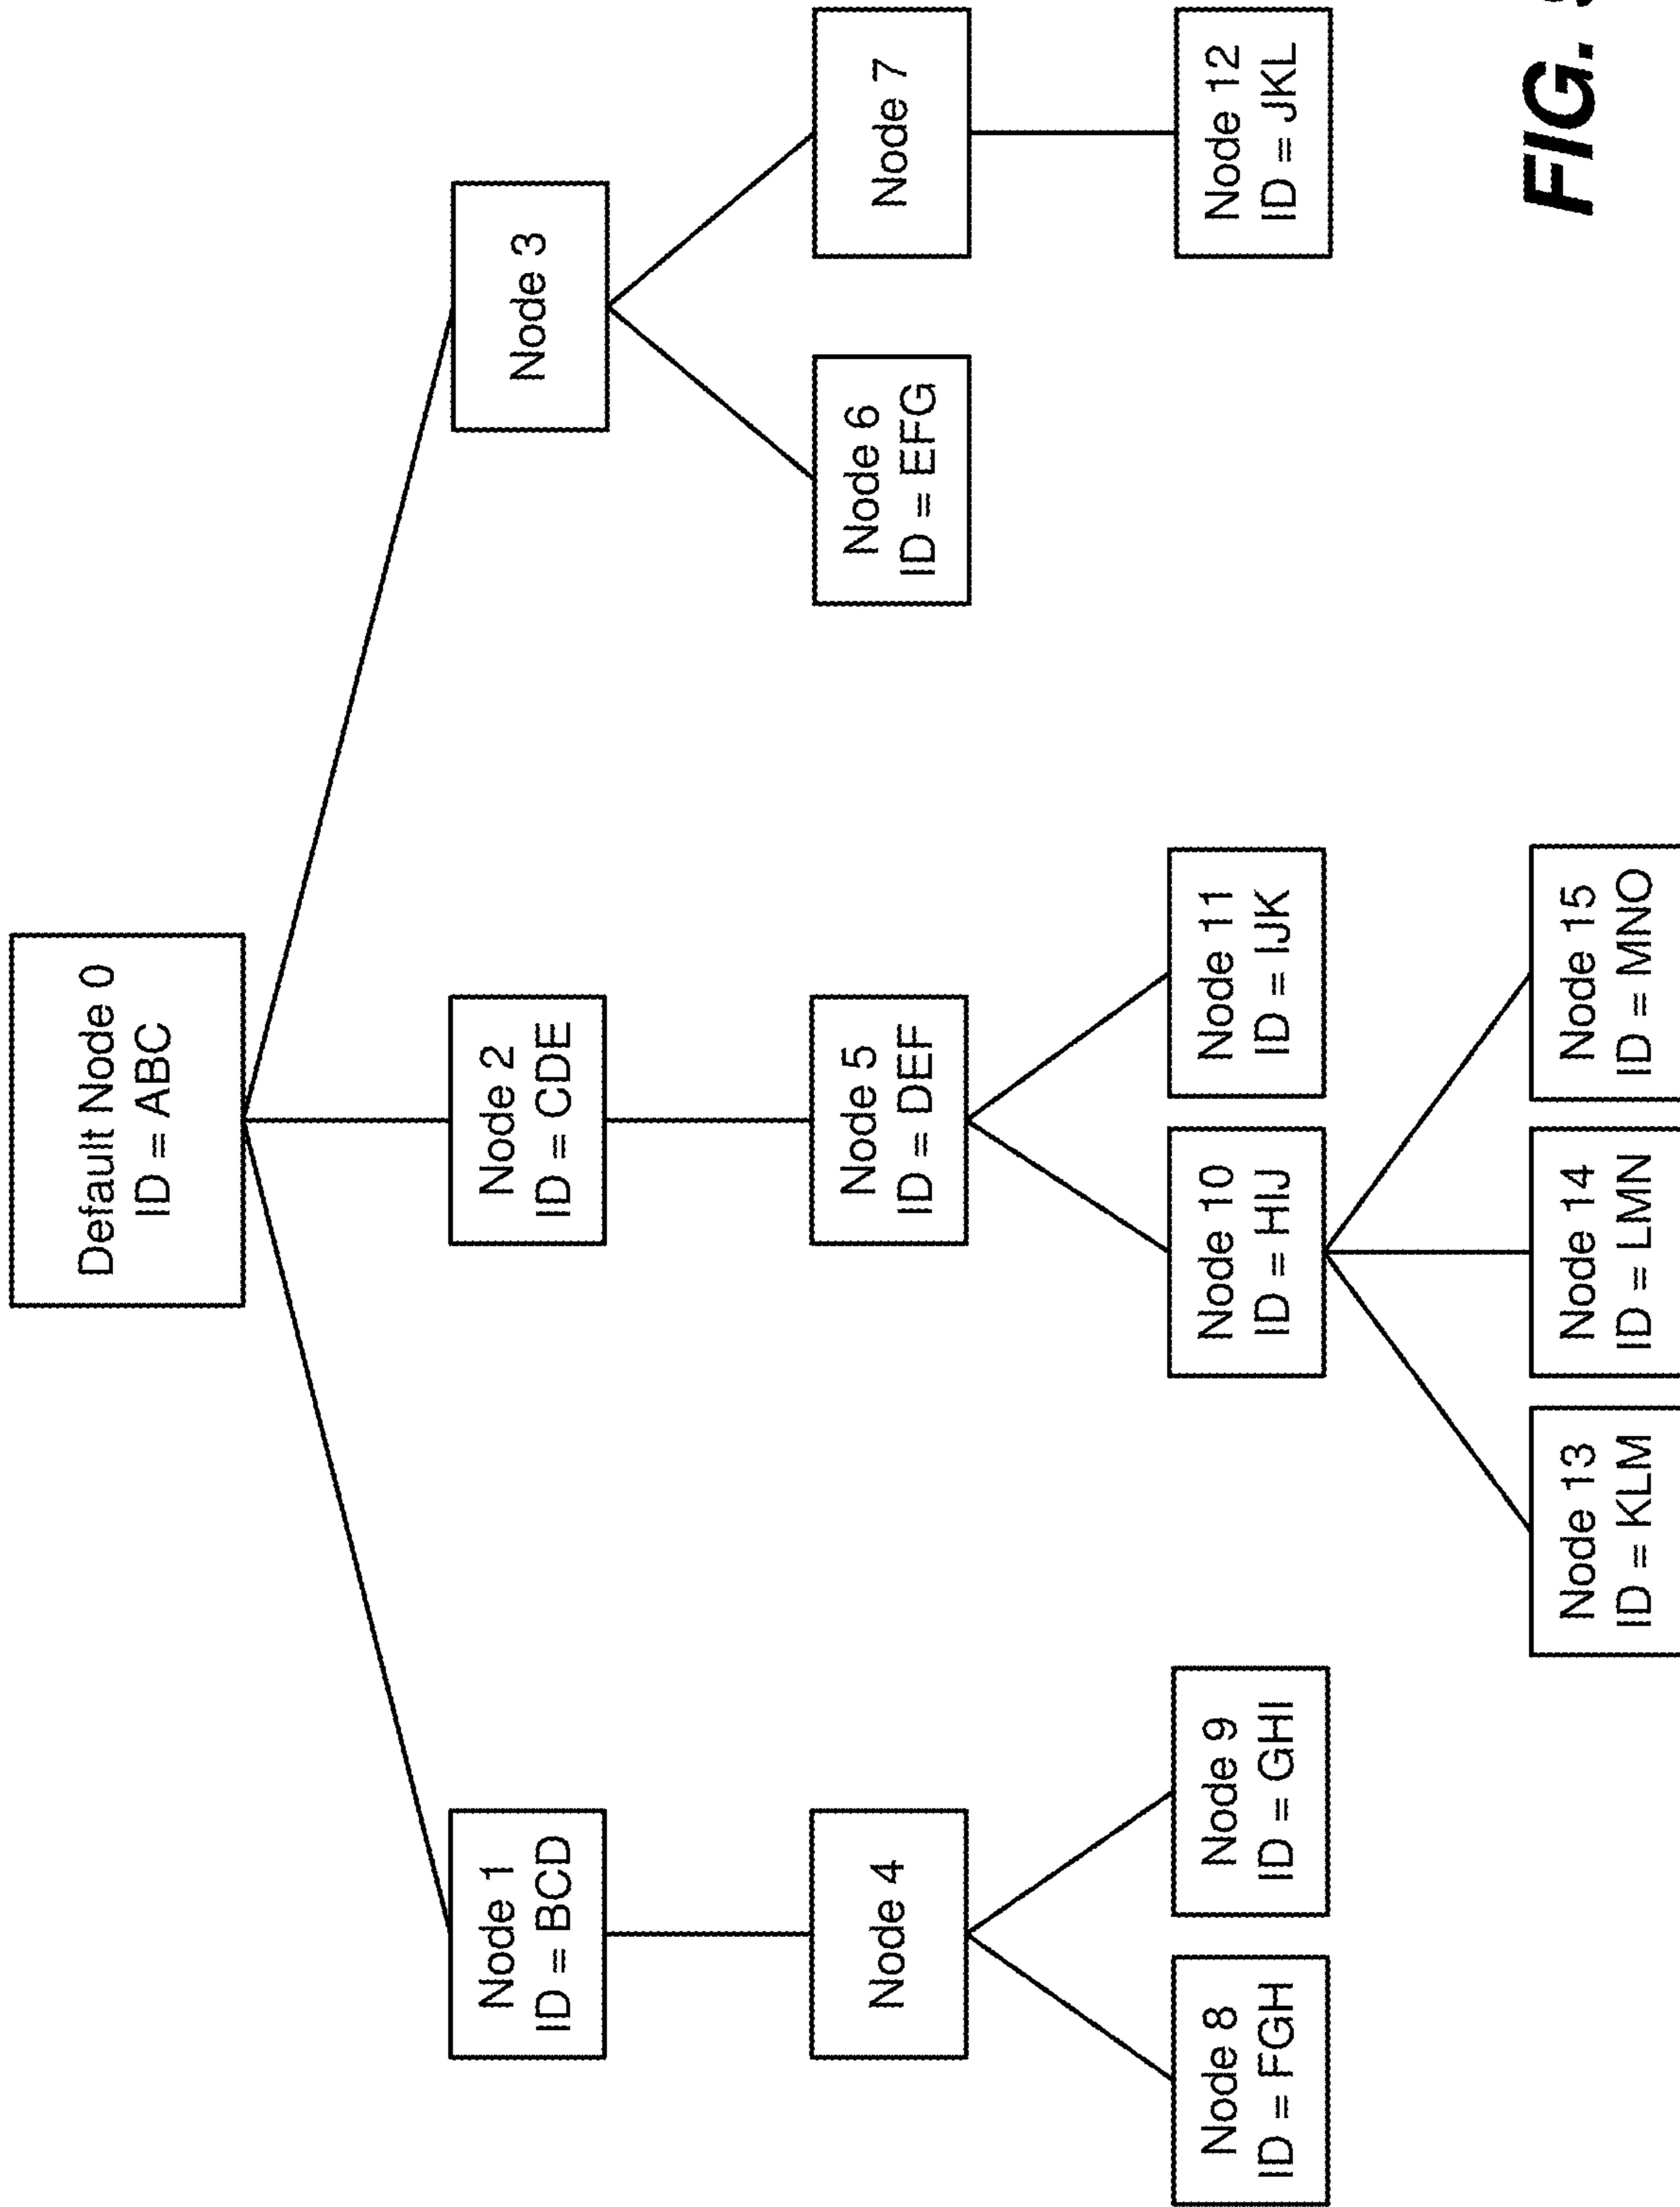 Default Node 0
ID = ABC
Node 1
ID = BCD
Node 2
ID = CDE
Node 3
Node 4
Node 5
ID = DEF
Node 6
ID = EFG
Node 7
Node 8
ID = FGH
Node 9
ID = GHI
Node 10
ID = HIJ
Node 11
ID = IJK
Node 12
ID = JKL
Node 13
ID = KLM
Node 14
ID = LMN
Node 15
ID = MNO
FIG.